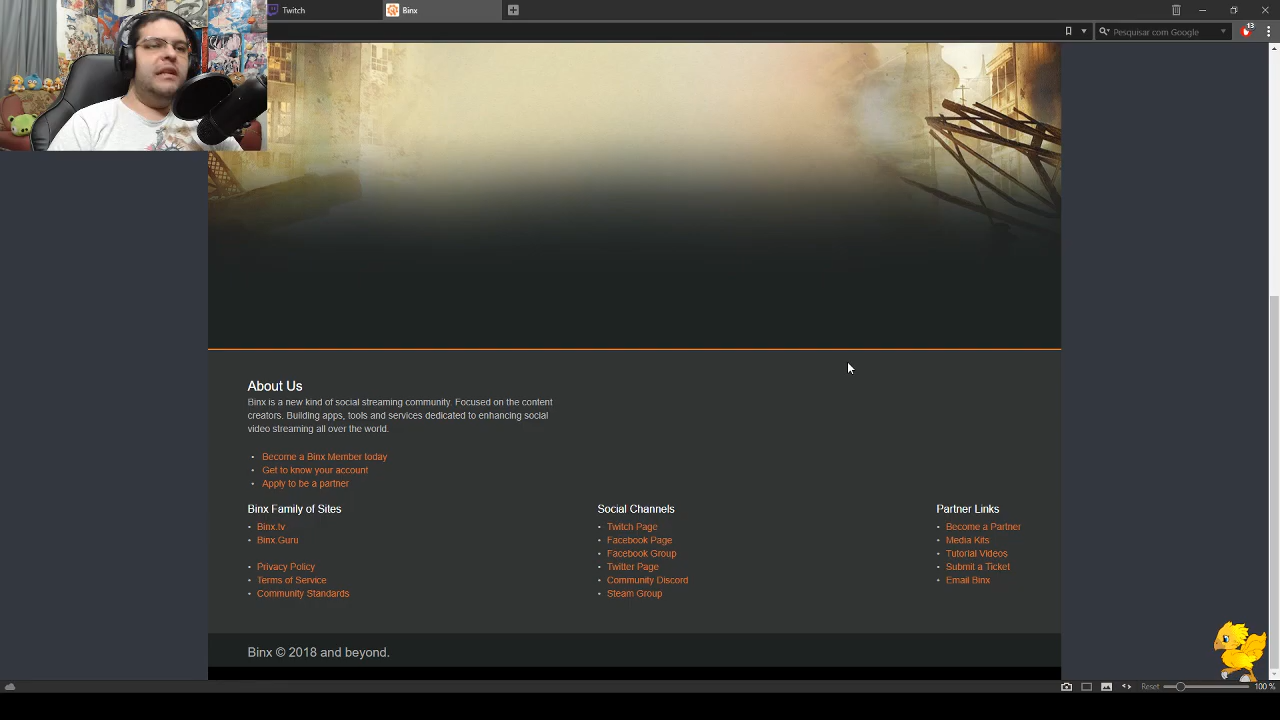 Twitch
Binx
Pesquisar com Google
13
About Us
Binx is a new kind of social streaming community. Focused on the content
creators. Building apps, tools and services dedicated to enhancing social
video streaming all over the world.
Become a Binx Member today
Get to know your account
Apply to be a partner
Binx Family of Sites
Binx.tv
Binx Guru
Privacy Policy
Terms of Service
Community Standards
Social Channels
Twitch Page
Facebook Page
Facebook Group
Twitter Page
Community Discord
Steam Group
Partner Links
Become a Partner
Media Kits
Tutorial Videos
Submit a Ticket
Email Binx
Binx © 2018 and beyond.
Reset
100 %